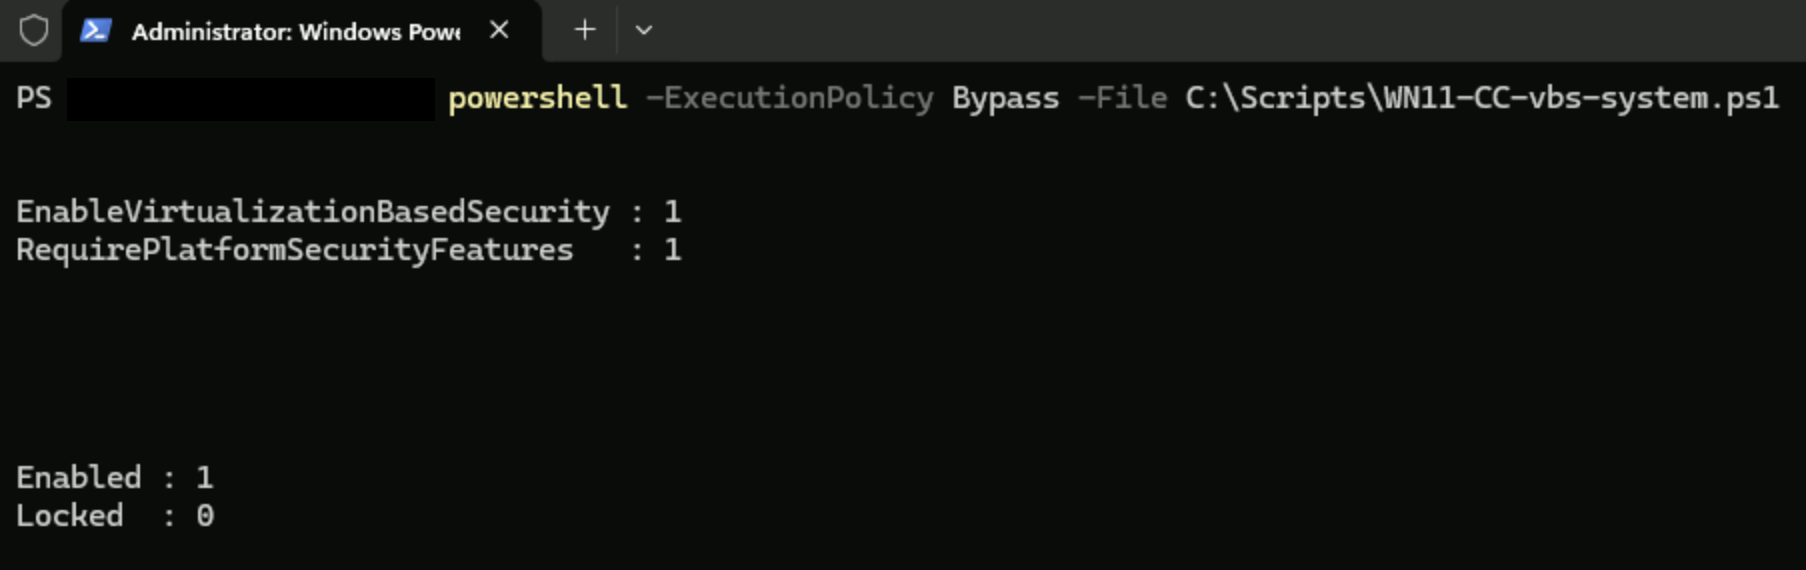 Administrator: Windows Powe
PS powershell -ExecutionPolicy Bypass -File C:\Scripts\WN11-CC-vbs-system.ps1
EnableVirtualizationBasedSecurity : 1
RequirePlatformSecurityFeatures   : 1
Enabled : 1
Locked  : 0